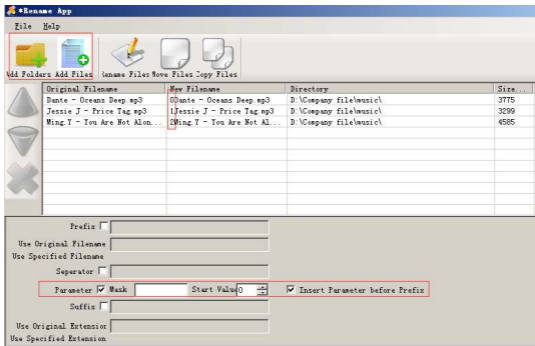 *Rename App
File Help
Add Folders Add Files Rename Files Move Files Copy Files
Original Filename New Filename Directory Size...
Dante - Oceans Deep.mp3 0Dante - Oceans Deep.mp3 D:\Company file\music\ 3775
Jessie J - Price Tag.mp3 1Jessie J - Price Tag.mp3 D:\Company file\music\ 3299
Ming.Y - You Are Not Alon... 2Ming.Y - You Are Not Al... D:\Company file\music\ 4585
Prefix
Use Original Filename
Use Specified Filename
Seperator
Parameter Mask Start Valu 0 Insert Parameter before Prefix
Suffix
Use Original Extension
Use Specified Extension